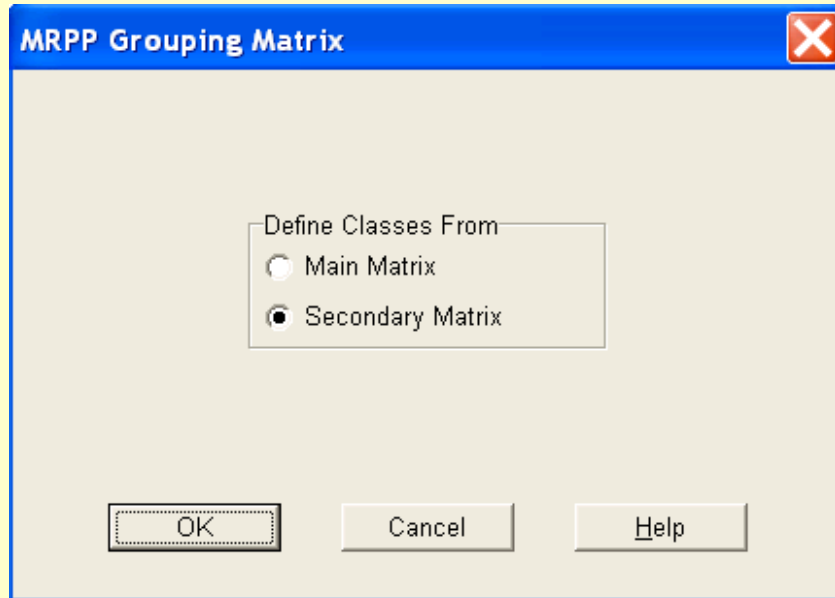 MRPP Grouping Matrix
Define Classes From
Main Matrix
Secondary Matrix
OK Cancel Help